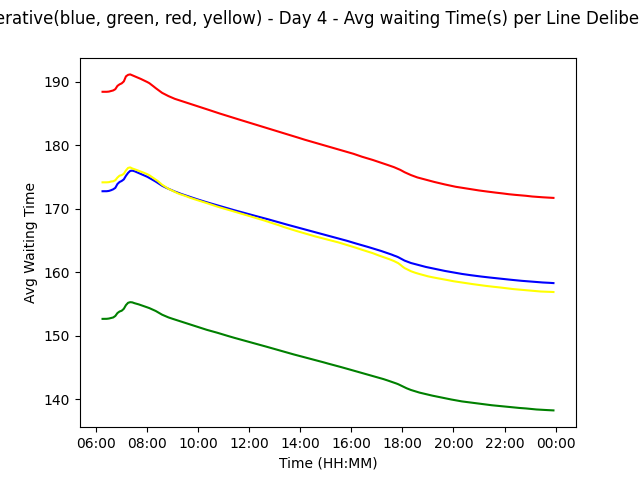 erative(blue, green, red, yellow) - Day 4 - Avg waiting Time(s) per Line Delibe
190
180
170
160
150
140
Avg Waiting Time
06:00 08:00 10:00 12:00 14:00 16:00 18:00 20:00 22:00 00:00
Time (HH:MM)